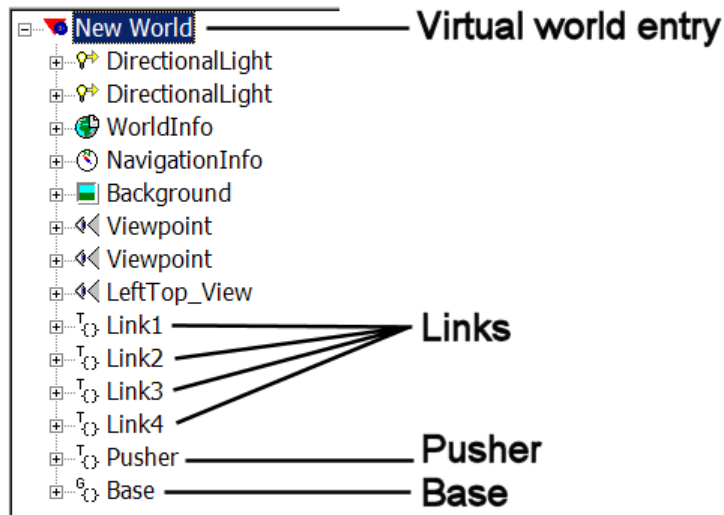 New World Virtual world entry
DirectionalLight
DirectionalLight
WorldInfo
NavigationInfo
Background
Viewpoint
Viewpoint
LeftTop_View
T{} Link1 Links
T{} Link2
T{} Link3
T{} Link4
T{} Pusher Pusher
G{} Base Base